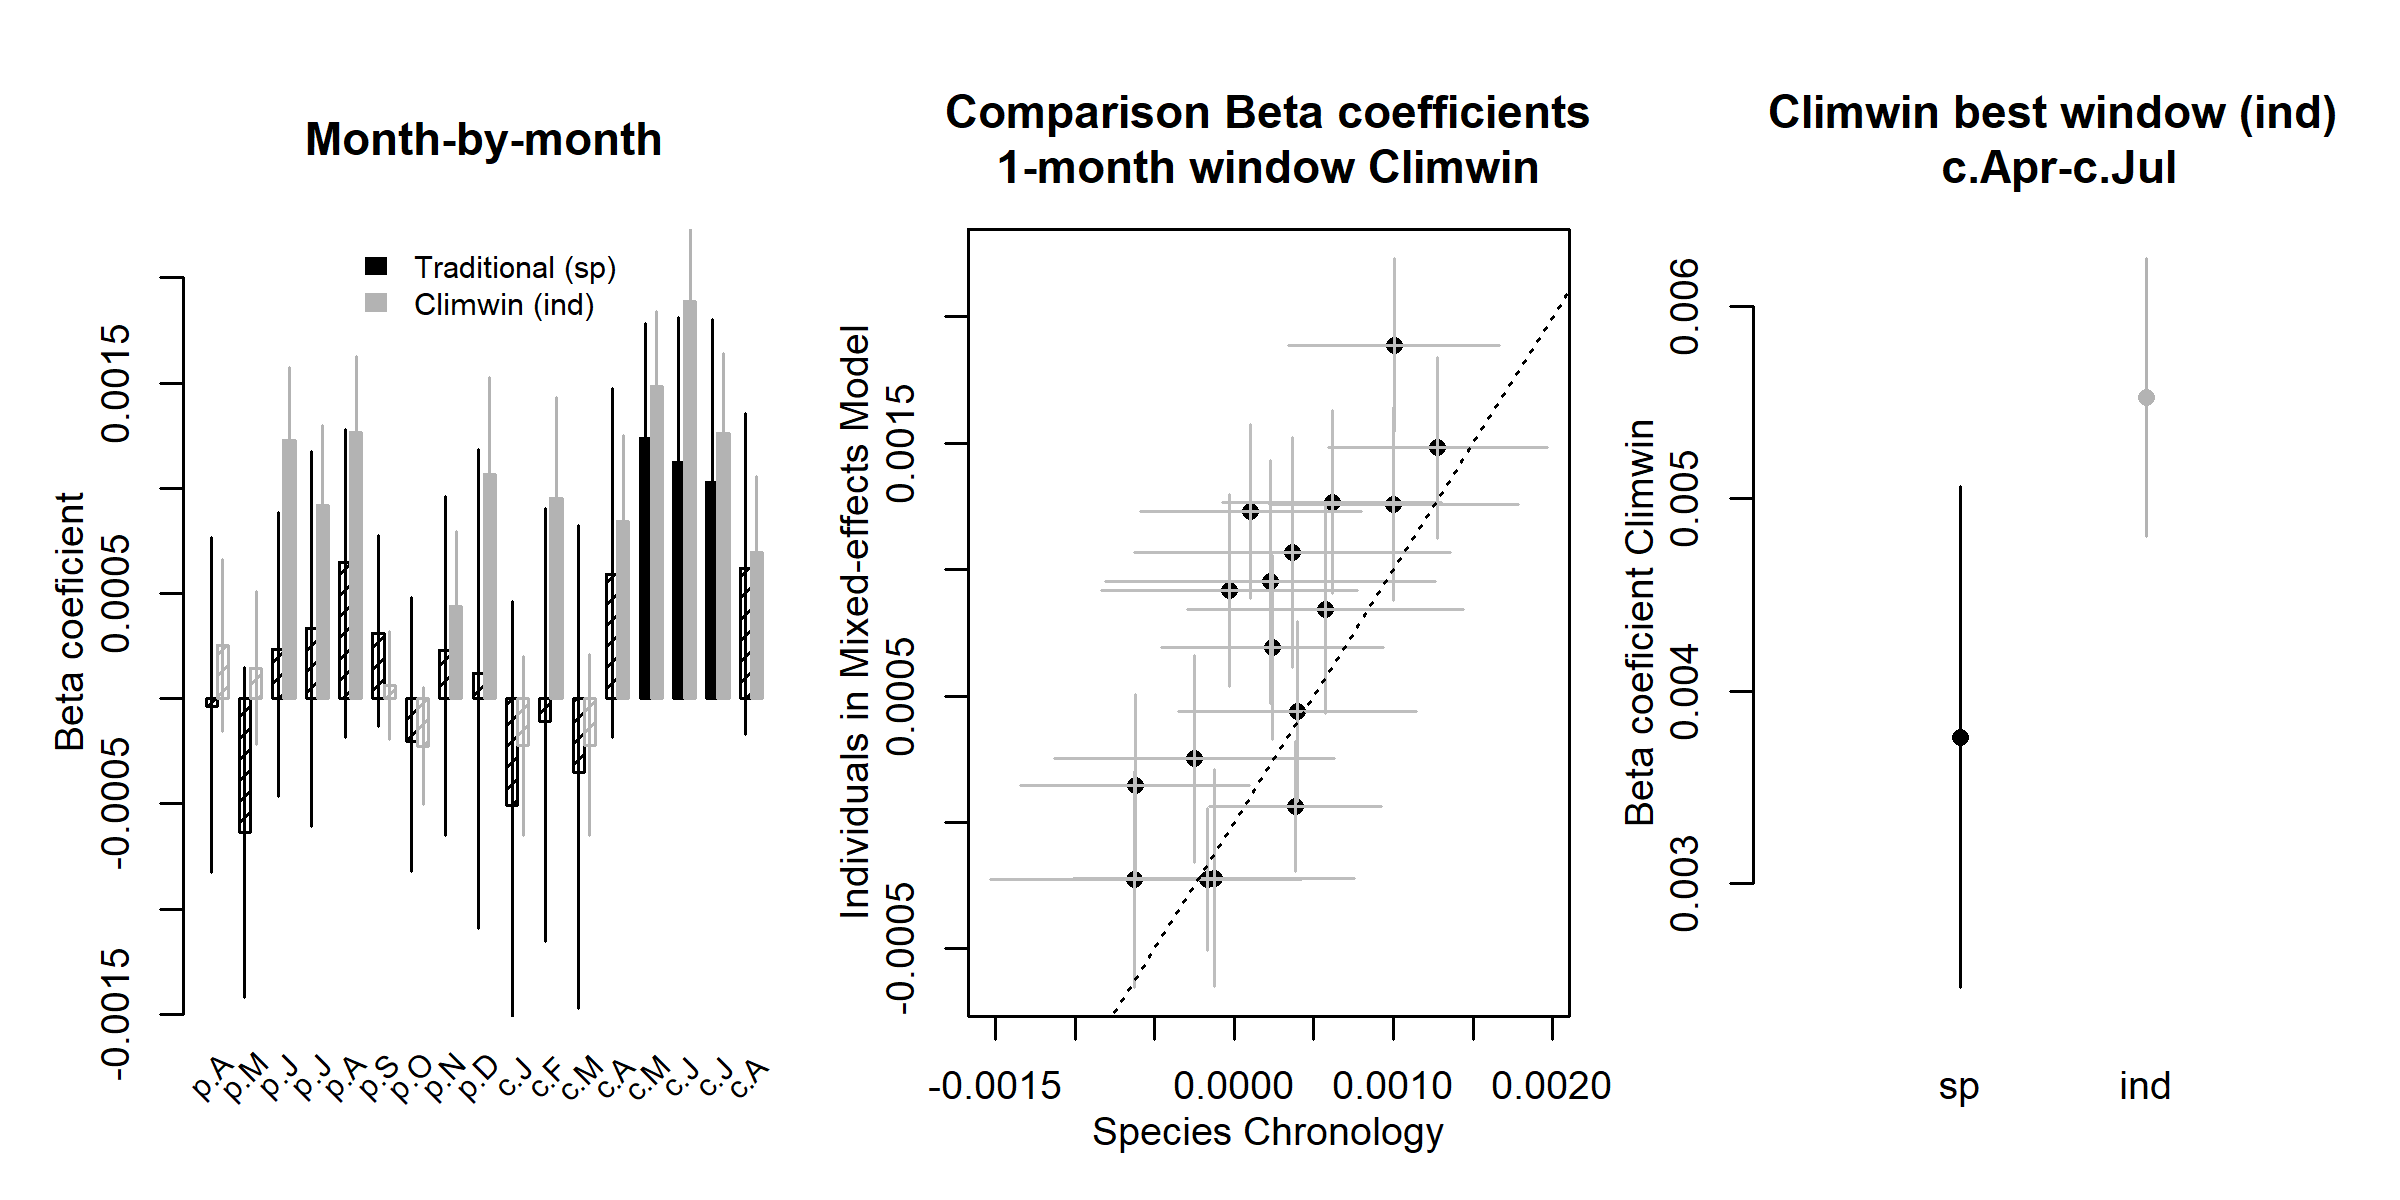 Month-by-month
Traditional (sp)
Climwin (ind)
Beta coeficient
-0.0015
-0.0005
0.0005
0.0015
p.A
p.M
p.J
p.J
p.A
p.S
p.O
p.N
p.D
c.J
c.F
c.M
c.A
c.M
c.J
c.J
c.A
Comparison Beta coefficients
1-month window Climwin
Individuals in Mixed-effects Model
-0.0005
0.0005
0.0015
-0.0015
0.0000
0.0010
0.0020
Species Chronology
Climwin best window (ind)
c.Apr-c.Jul
Beta coeficient Climwin
0.003
0.004
0.005
0.006
sp
ind